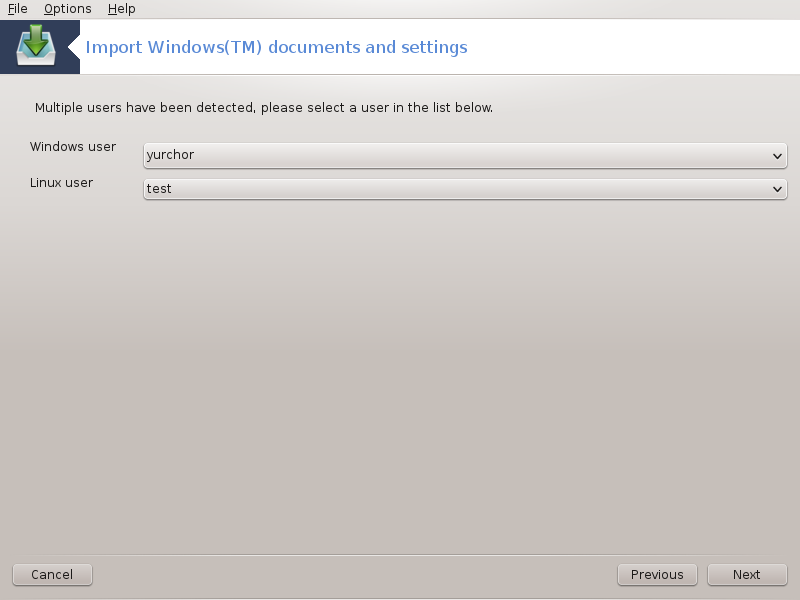 File Options Help
Import Windows(TM) documents and settings
Multiple users have been detected, please select a user in the list below.
Windows user yurchor
Linux user test
Cancel Previous Next